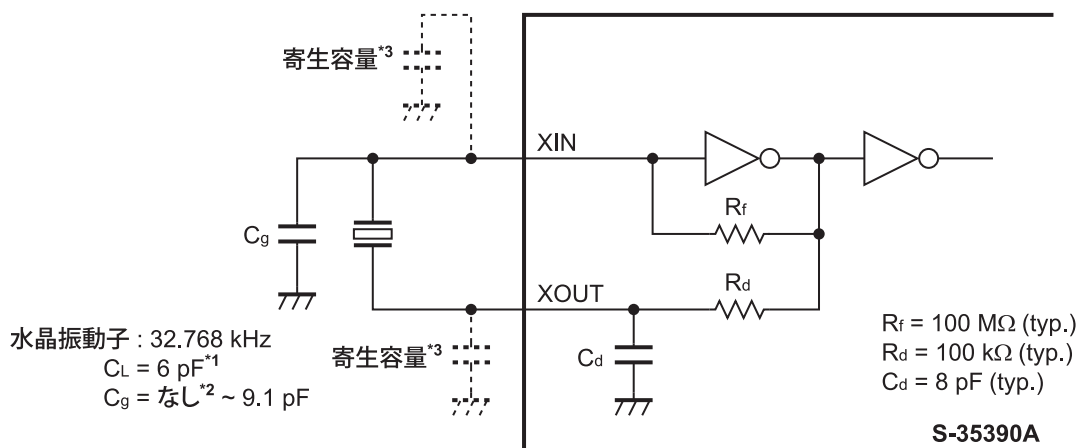 寄生容量*3
XIN
Cg
Rf
XOUT
Rd
水晶振動子 : 32.768 kHz
CL = 6 pF*1
Cg = なし*2 ~ 9.1 pF
寄生容量*3
Cd
Rf = 100 MΩ (typ.)
Rd = 100 kΩ (typ.)
Cd = 8 pF (typ.)
S-35390A